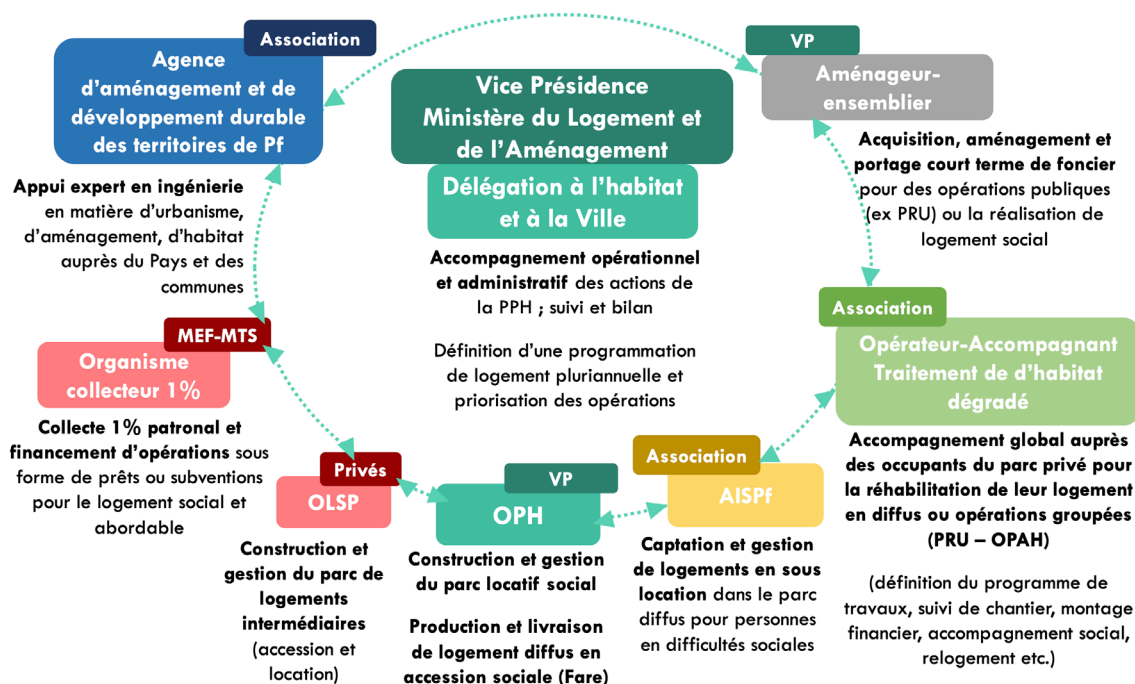 Association
Agence
d'aménagement et de
développement durable
des territoires de Pf
Appui expert en ingénierie
en matière d'urbanisme,
d'aménagement, d'habitat
auprès du Pays et des
communes
Vice Présidence
Ministère du Logement et
de l'Aménagement
Délégation à l'habitat
et à la Ville
Accompagnement opérationnel
et administratif des actions de
la PPH ; suivi et bilan
Définition d'une programmation
de logement pluriannuelle et
priorisation des opérations
VP
Aménageur-
ensemblier
Acquisition, aménagement et
portage court terme de foncier
pour des opérations publiques
(ex PRU) ou la réalisation de
logement social
Association
Opérateur-Accompagnant
Traitement de d'habitat
dégradé
Accompagnement global auprès
des occupants du parc privé pour
la réhabilitation de leur logement
en diffus ou opérations groupées
(PRU – OPAH)
(définition du programme de
travaux, suivi de chantier, montage
financier, accompagnement social,
relogement etc.)
MEF-MTS
Organisme
collecteur 1%
Collecte 1% patronal et
financement d'opérations sous
forme de prêts ou subventions
pour le logement social et
abordable
Privés
OLSP
Construction et
gestion du parc de
logements
intermédiaires
(accession et
location)
VP
OPH
Construction et gestion
du parc locatif social
Production et livraison
de logement diffus en
accession sociale (Fare)
Association
AISPf
Captation et gestion
de logements en sous
location dans le parc
diffus pour personnes
en difficultés sociales